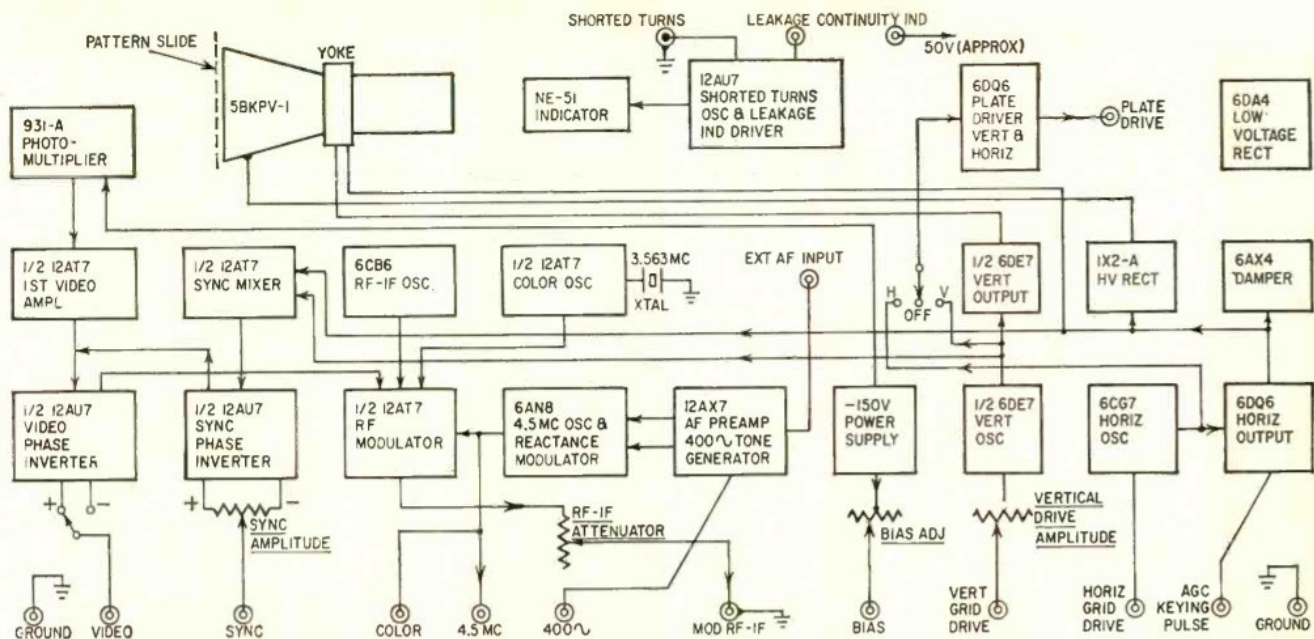 SHORTED TURNS
LEAKAGE CONTINUITY IND
50V (APPROX)
PATTERN SLIDE
YOKE
5BKPV-1
931-A
PHOTO-
MULTIPLIER
NE-51
INDICATOR
12AU7
SHORTED TURNS
OSC & LEAKAGE
IND DRIVER
6DQ6
PLATE
DRIVER
VERT &
HORIZ
PLATE
DRIVE
6DA4
LOW
VOLTAGE
RECT
1/2 12AT7
1ST VIDEO
AMPL
1/2 12AT7
SYNC MIXER
6CB6
RF-IF OSC
1/2 12AT7
COLOR OSC
3.563 MC
XTAL
EXT AF INPUT
H
OFF
V
1/2 6DE7
VERT
OUTPUT
1X2-A
HV RECT
6AX4
DAMPER
1/2 12AU7
VIDEO
PHASE
INVERTER
1/2 12AU7
SYNC
PHASE
INVERTER
1/2 12AT7
RF
MODULATOR
6AN8
4.5 MC OSC &
REACTANCE
MODULATOR
12AX7
AF PREAMP
400∿ TONE
GENERATOR
-150V
POWER
SUPPLY
1/2 6DE7
VERT
OSC
6CG7
HORIZ
OSC
6DQ6
HORIZ
OUTPUT
+
-
+
-
SYNC
AMPLITUDE
RF-IF
ATTENUATOR
BIAS ADJ
VERTICAL
DRIVE
AMPLITUDE
GROUND
VIDEO
SYNC
COLOR
4.5 MC
400∿
MOD RF-IF
BIAS
VERT
GRID
DRIVE
HORIZ
GRID
DRIVE
AGC
KEYING
PULSE
GROUND